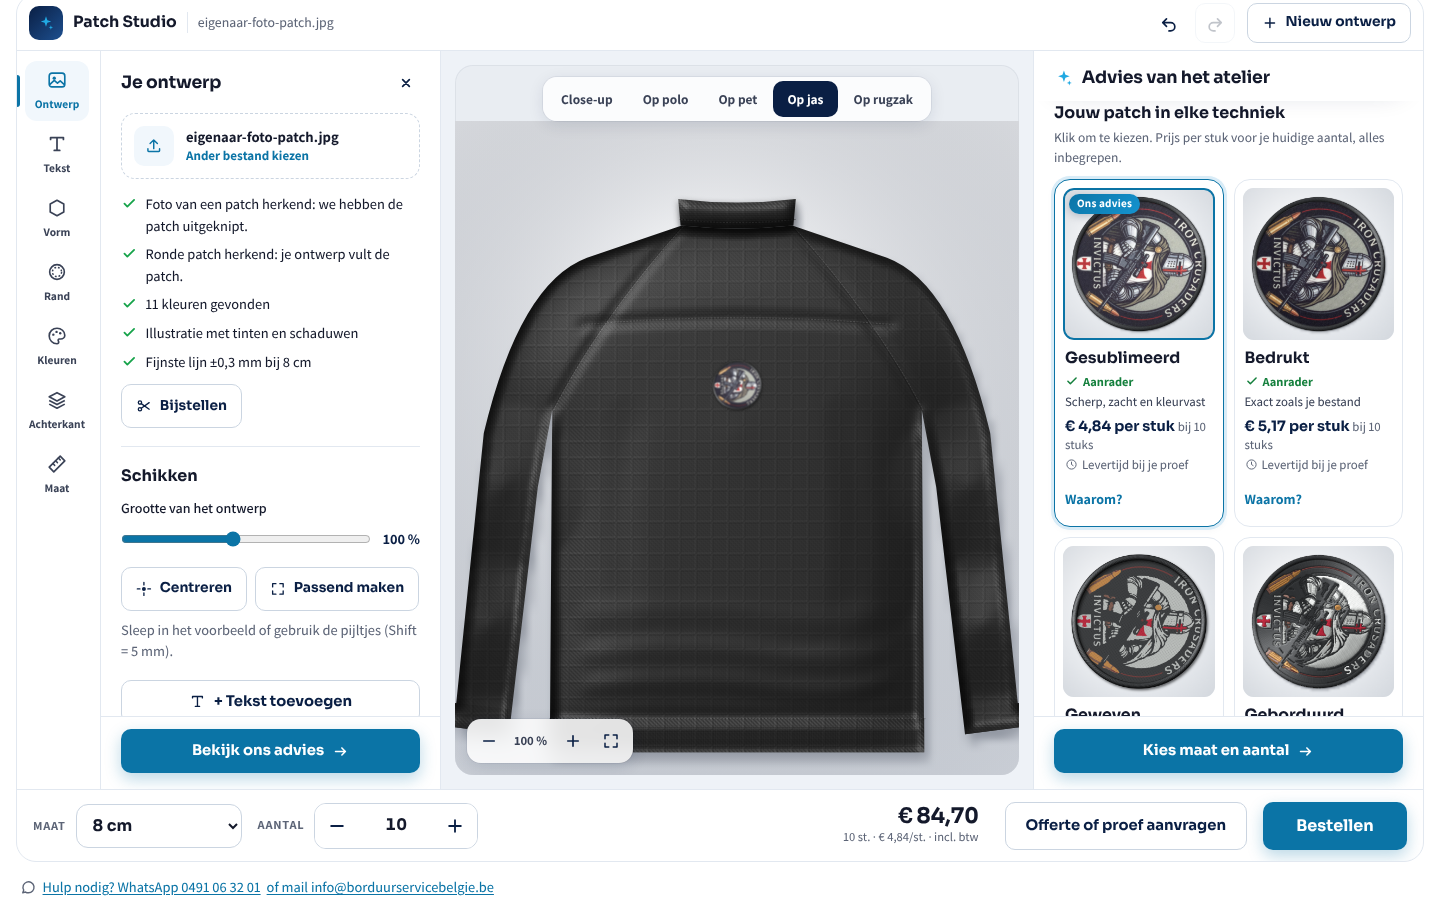 Patch Studio
eigenaar-foto-patch.jpg
Nieuw ontwerp
Ontwerp
Tekst
Vorm
Rand
Kleuren
Achterkant
Maat
Je ontwerp
eigenaar-foto-patch.jpg
Ander bestand kiezen
Foto van een patch herkend: we hebben de
patch uitgeknipt.
Ronde patch herkend: je ontwerp vult de
patch.
11 kleuren gevonden
Illustratie met tinten en schaduwen
Fijnste lijn ±0,3 mm bij 8 cm
Bijstellen
Schikken
Grootte van het ontwerp
100 %
Centreren
Passend maken
Sleep in het voorbeeld of gebruik de pijltjes (Shift
= 5 mm).
+ Tekst toevoegen
Bekijk ons advies →
Close-up
Op polo
Op pet
Op jas
Op rugzak
100 %
Advies van het atelier
Jouw patch in elke techniek
Klik om te kiezen. Prijs per stuk voor je huidige aantal, alles
inbegrepen.
Ons advies
IRON CRUSADERS
INVICTUS
Gesublimeerd
Aanrader
Scherp, zacht en kleurvast
€ 4,84 per stuk bij 10
stuks
Levertijd bij je proef
Waarom?
IRON CRUSADERS
INVICTUS
Bedrukt
Aanrader
Exact zoals je bestand
€ 5,17 per stuk bij 10
stuks
Levertijd bij je proef
Waarom?
IRON CRUSADERS
INVICTUS
Geweven
IRON CRUSADERS
INVICTUS
Geborduurd
Kies maat en aantal →
MAAT
8 cm
AANTAL
10
€ 84,70
10 st. · € 4,84/st. · incl. btw
Offerte of proef aanvragen
Bestellen
Hulp nodig? WhatsApp 0491 06 32 01 of mail info@borduurservicebelgie.be